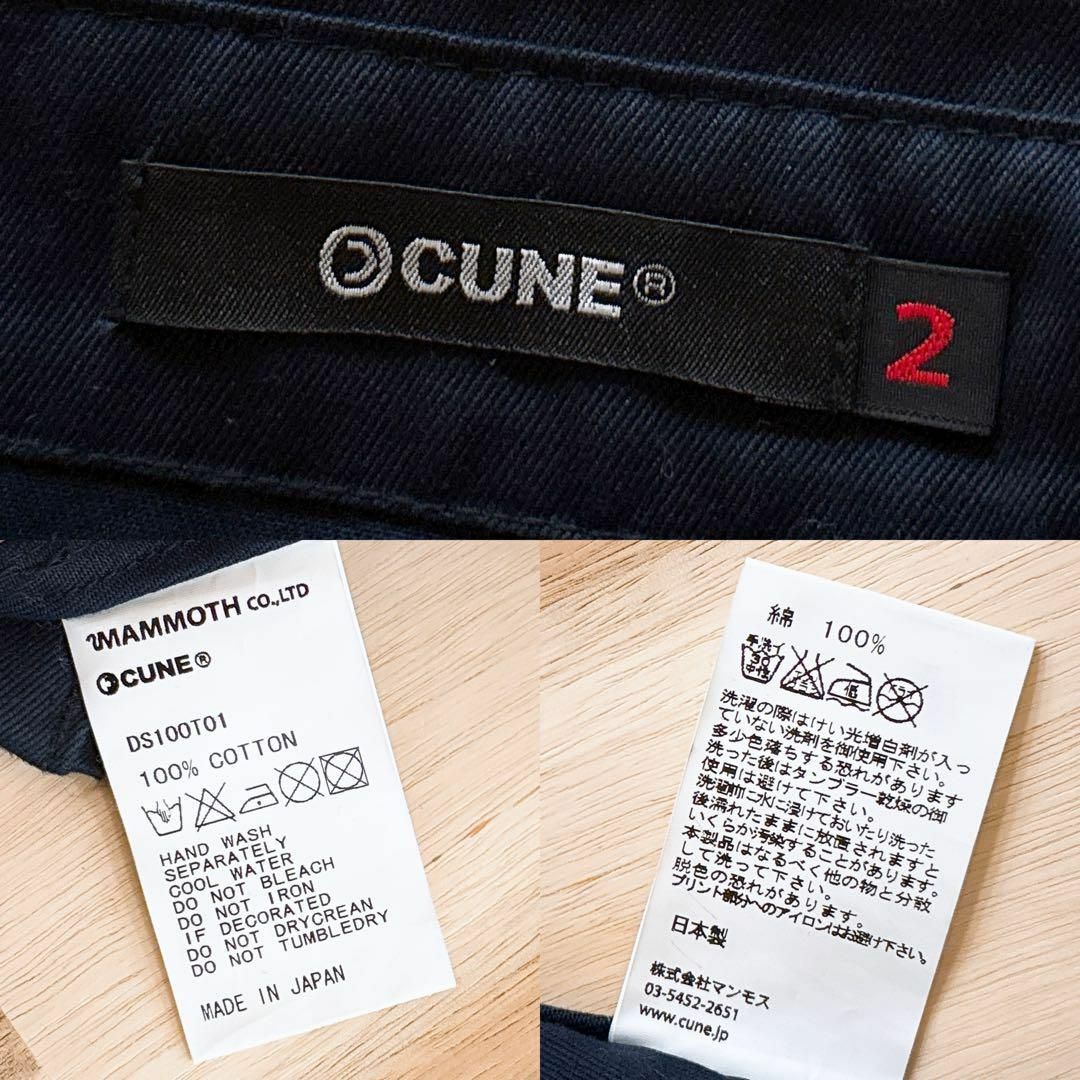 CUNE®
2
MAMMOTH CO.,LTD
CUNE®
DS100T01
100% COTTON
HAND WASH
SEPARATELY
COOL WATER
DO NOT BLEACH
DO NOT IRON
IF DECORATED
DO NOT DRYCREAN
DO NOT TUMBLEDRY
MADE IN JAPAN
綿 100%
手洗イ
30
中性
低
洗濯の際はけい光増白剤が入っ
ていない洗剤を御使用下さい。
多少色落ちする恐れがあります
洗った後はタンブラー乾燥の御
使用は避けて下さい。
洗濯前に水に浸けておいたり洗った
後濡れたままに放置されますと
いくらか汚染することがあります。
本製品はなるべく他の物と分散
して洗って下さい。
脱色の恐れがあります。
プリント部分へのアイロンはお避け下さい。
日本製
株式会社マンモス
03-5452-2651
www.cune.jp